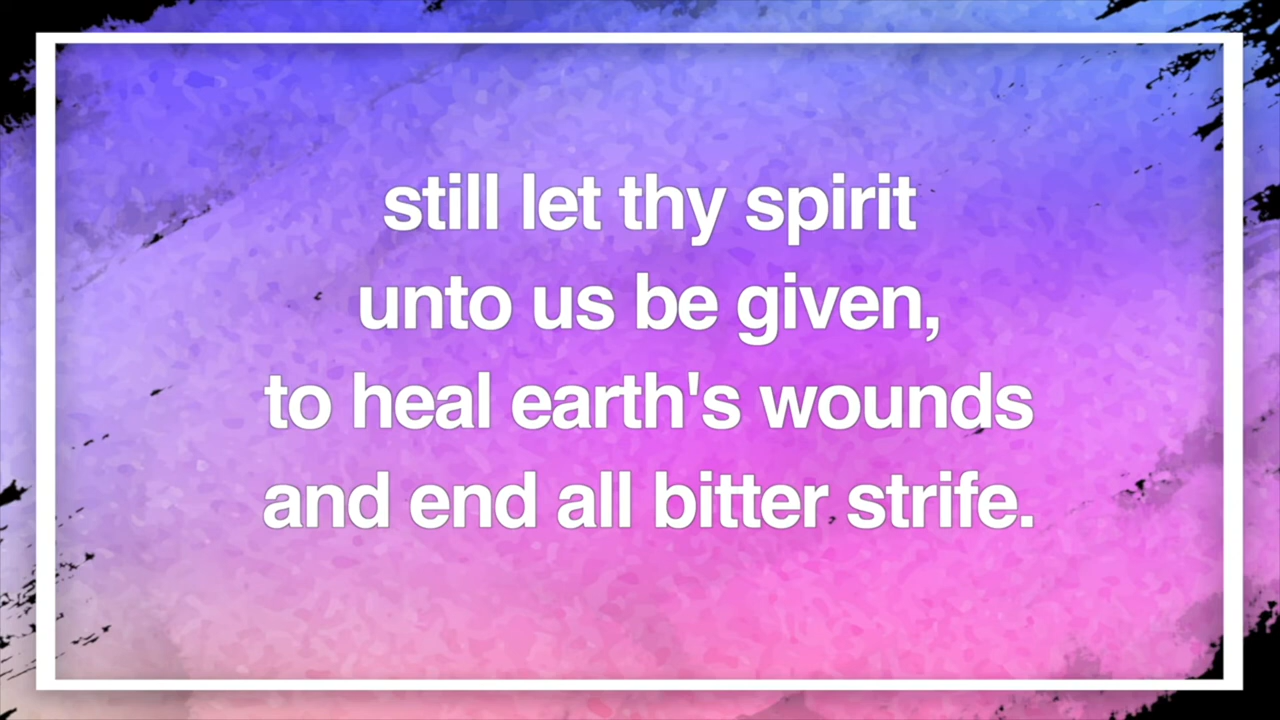 still let thy spirit
unto us be given,
to heal earth's wounds
and end all bitter strife.